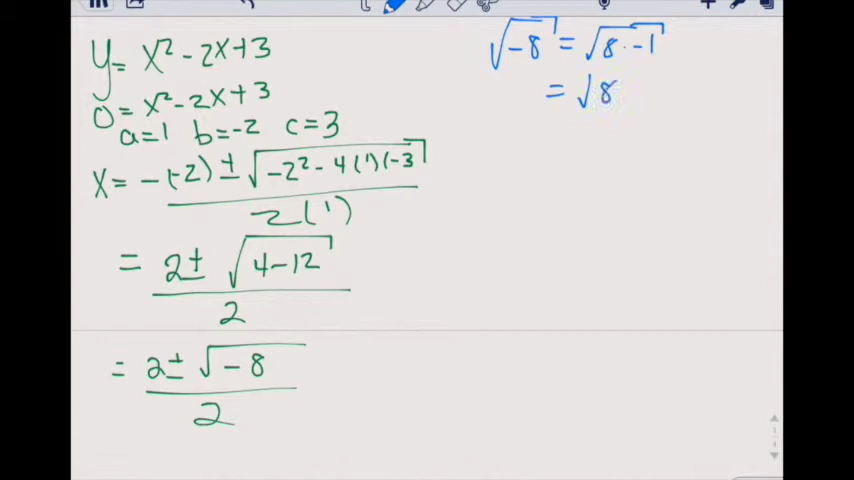 y = x² - 2x + 3
0 = x² - 2x + 3
a = 1 b = -2 c = 3
x = -(-2) ± √(-2² - 4(1)(-3
2(1)
= 2 ± √(4-12)
2
= 2 ± √-8
2
√-8 = √8·-1
= √8